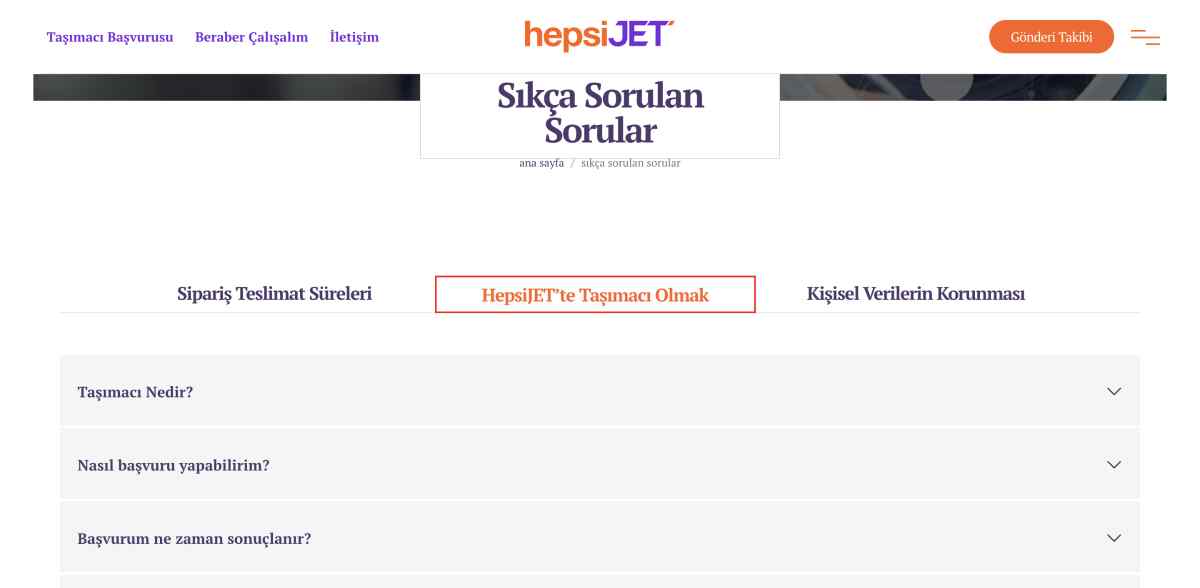 Taşımacı Başvurusu
Beraber Çalışalım
İletişim
hepsiJET
Gönderi Takibi
Sıkça Sorulan
Sorular
ana sayfa / sıkça sorulan sorular
Sipariş Teslimat Süreleri
HepsiJET’te Taşımacı Olmak
Kişisel Verilerin Korunması
Taşımacı Nedir?
Nasıl başvuru yapabilirim?
Başvurum ne zaman sonuçlanır?